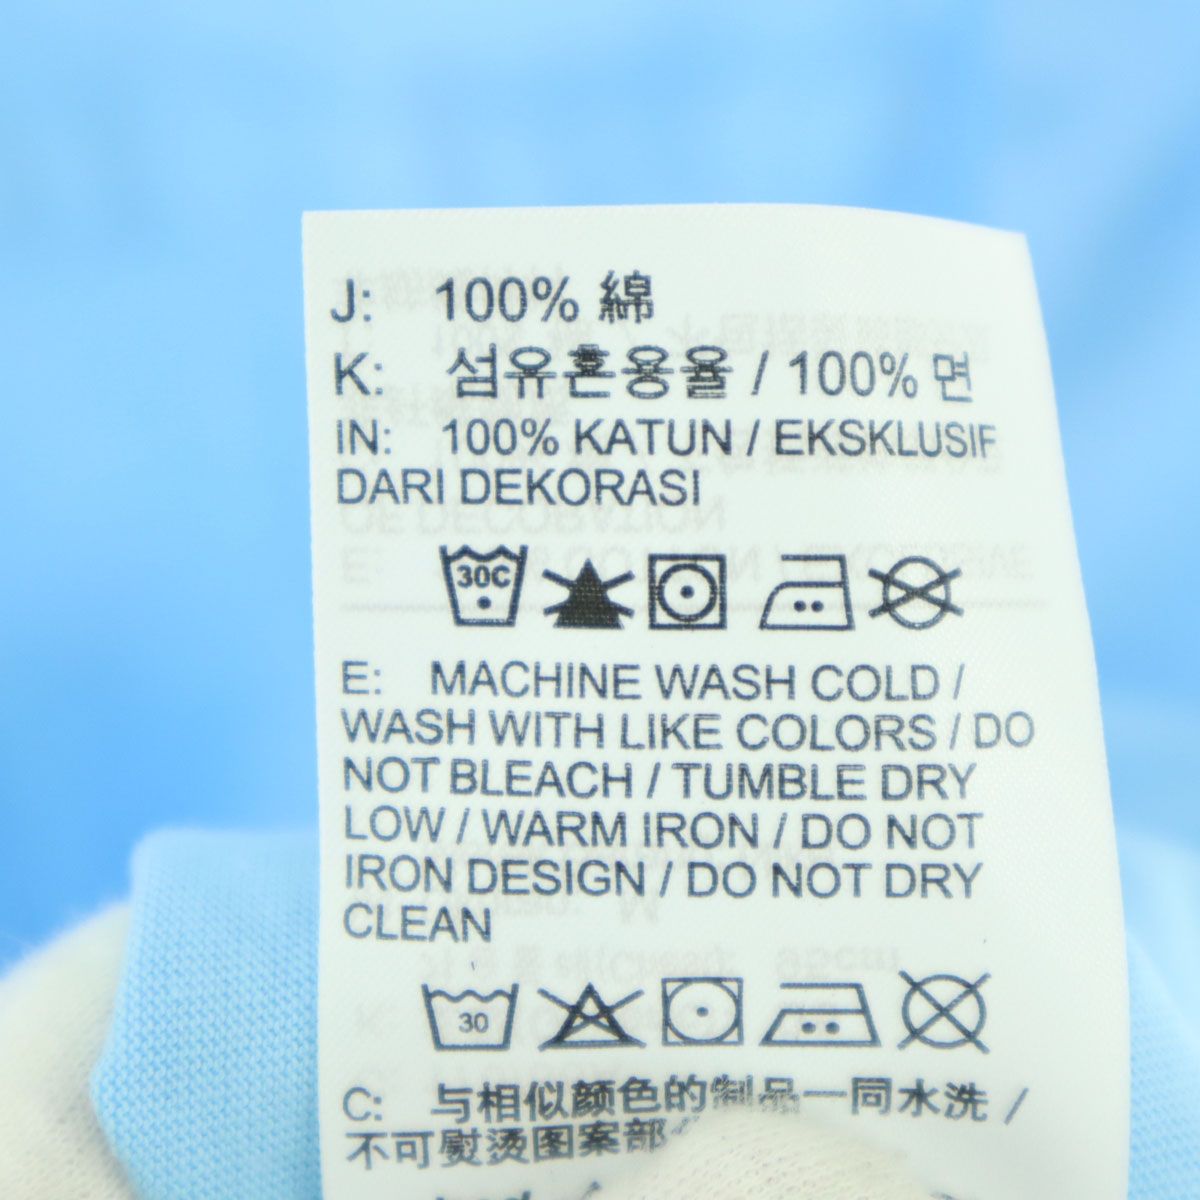 J: 100% 綿
K: 섬유혼용율 / 100% 면
IN: 100% KATUN / EKSKLUSIF
DARI DEKORASI
30C
E: MACHINE WASH COLD /
WASH WITH LIKE COLORS / DO
NOT BLEACH / TUMBLE DRY
LOW / WARM IRON / DO NOT
IRON DESIGN / DO NOT DRY
CLEAN
30
C: 与相似颜色的制品一同水洗 /
不可熨烫图案部